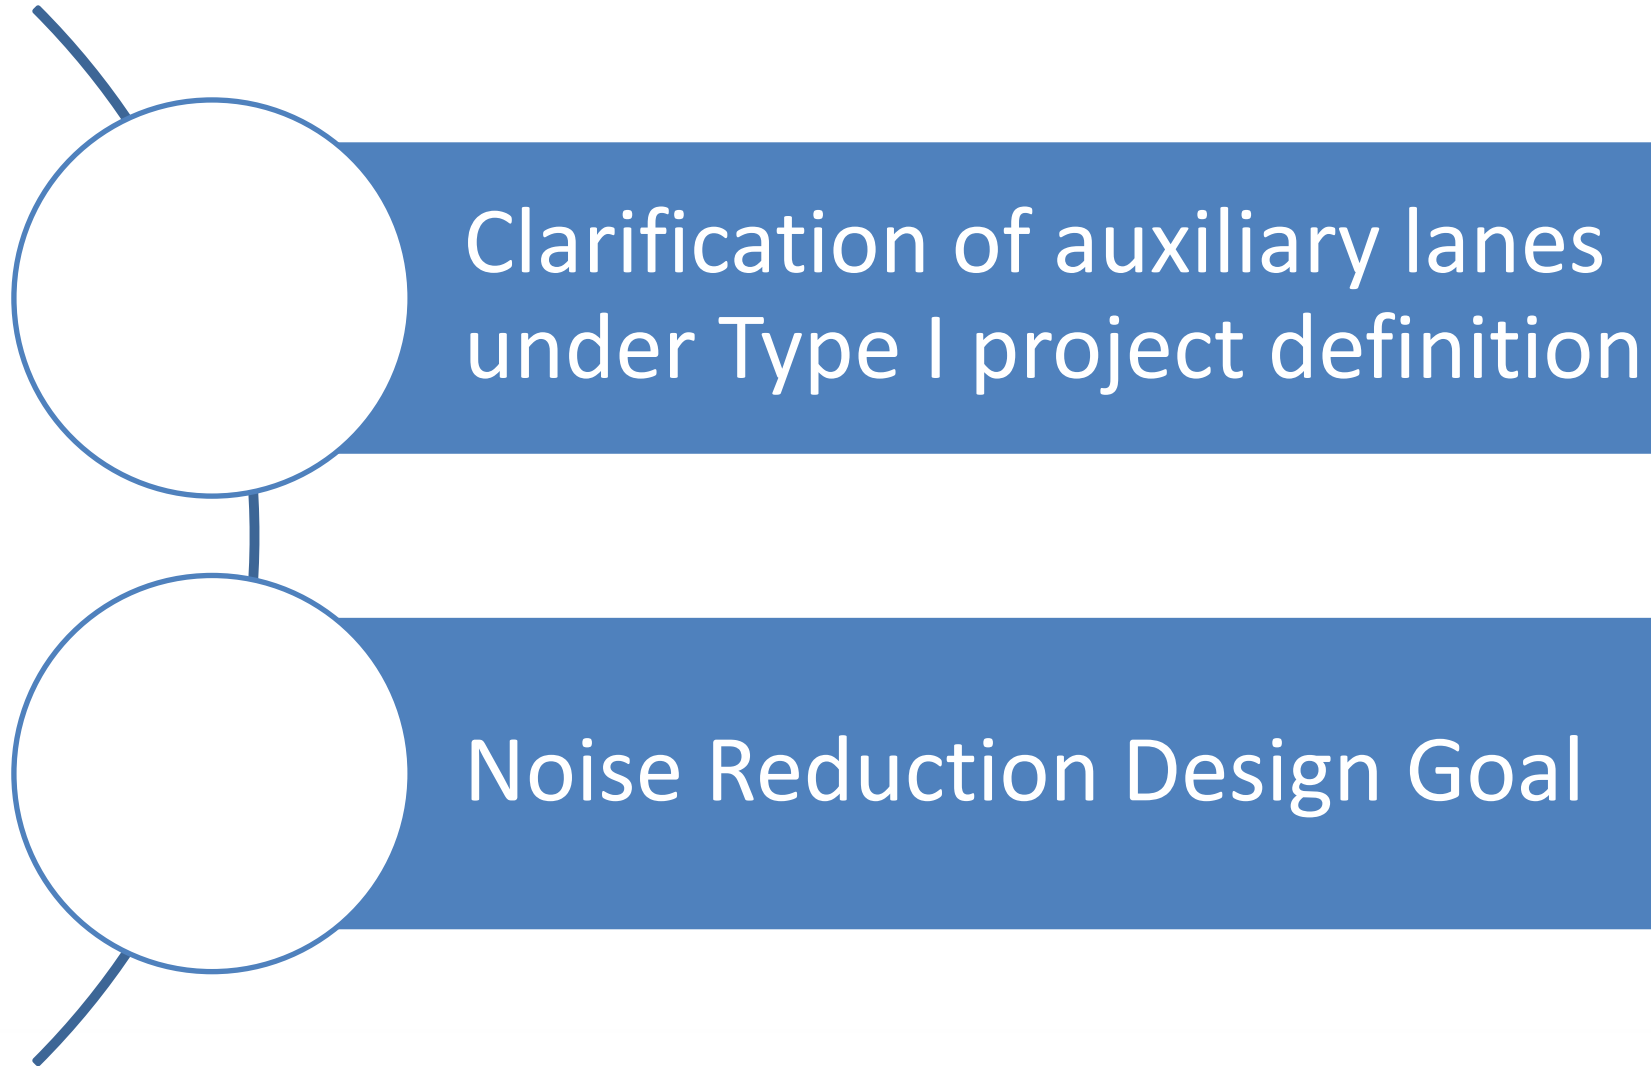 Clarification of auxiliary lanes
under Type I project definition
Noise Reduction Design Goal